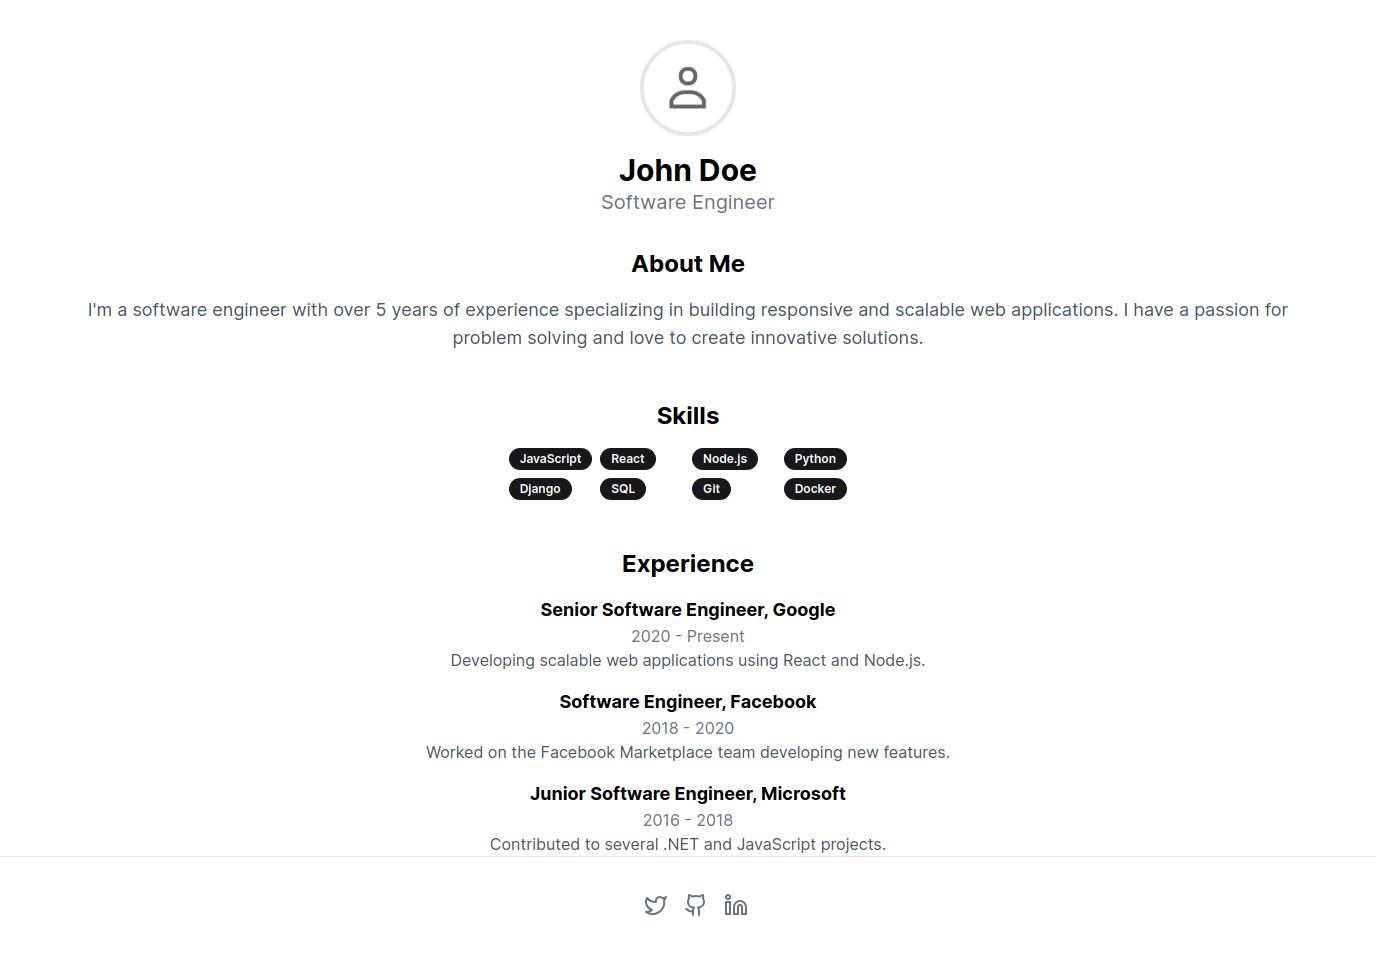 John Doe
Software Engineer
About Me
I'm a software engineer with over 5 years of experience specializing in building responsive and scalable web applications. I have a passion for
problem solving and love to create innovative solutions.
Skills
JavaScript React Node.js Python
Django SQL Git Docker
Experience
Senior Software Engineer, Google
2020 - Present
Developing scalable web applications using React and Node.js.
Software Engineer, Facebook
2018 - 2020
Worked on the Facebook Marketplace team developing new features.
Junior Software Engineer, Microsoft
2016 - 2018
Contributed to several .NET and JavaScript projects.